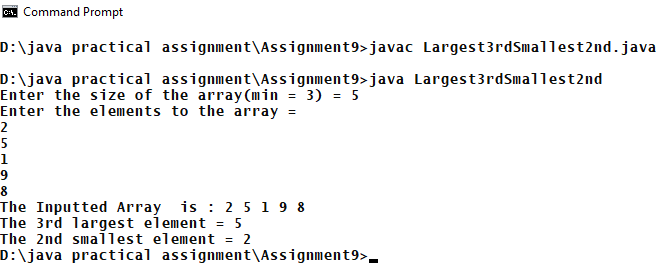 Command Prompt
D:\java practical assignment\Assignment9>javac Largest3rdSmallest2nd.java
D:\java practical assignment\Assignment9>java Largest3rdSmallest2nd
Enter the size of the array(min = 3) = 5
Enter the elements to the array =
2
5
1
9
8
The Inputted Array  is : 2 5 1 9 8
The 3rd largest element = 5
The 2nd smallest element = 2
D:\java practical assignment\Assignment9>